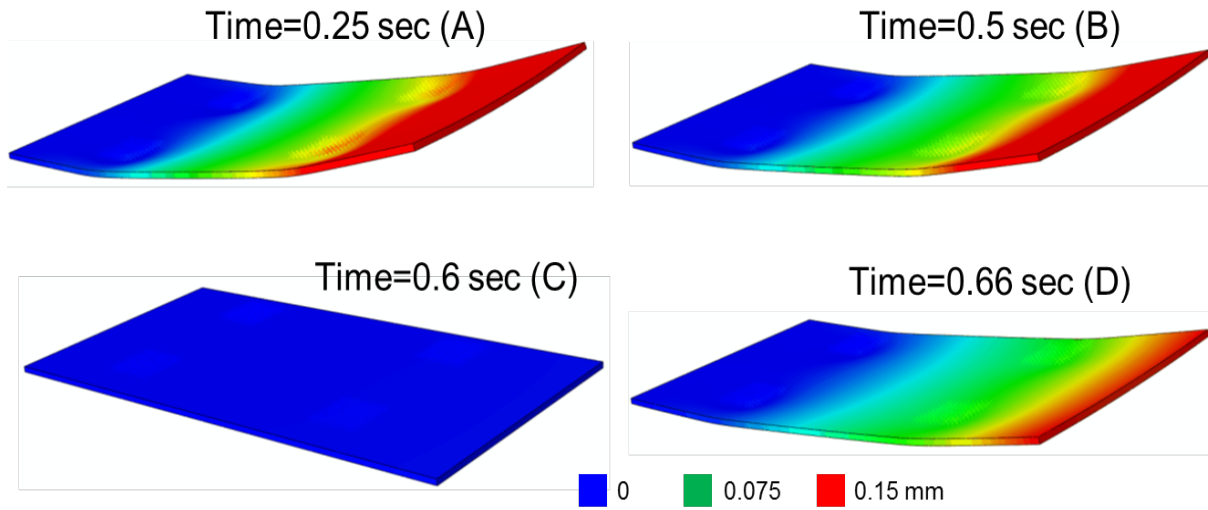 Time=0.25 sec (A)
Time=0.5 sec (B)
Time=0.6 sec (C)
Time=0.66 sec (D)
0
0.075
0.15 mm